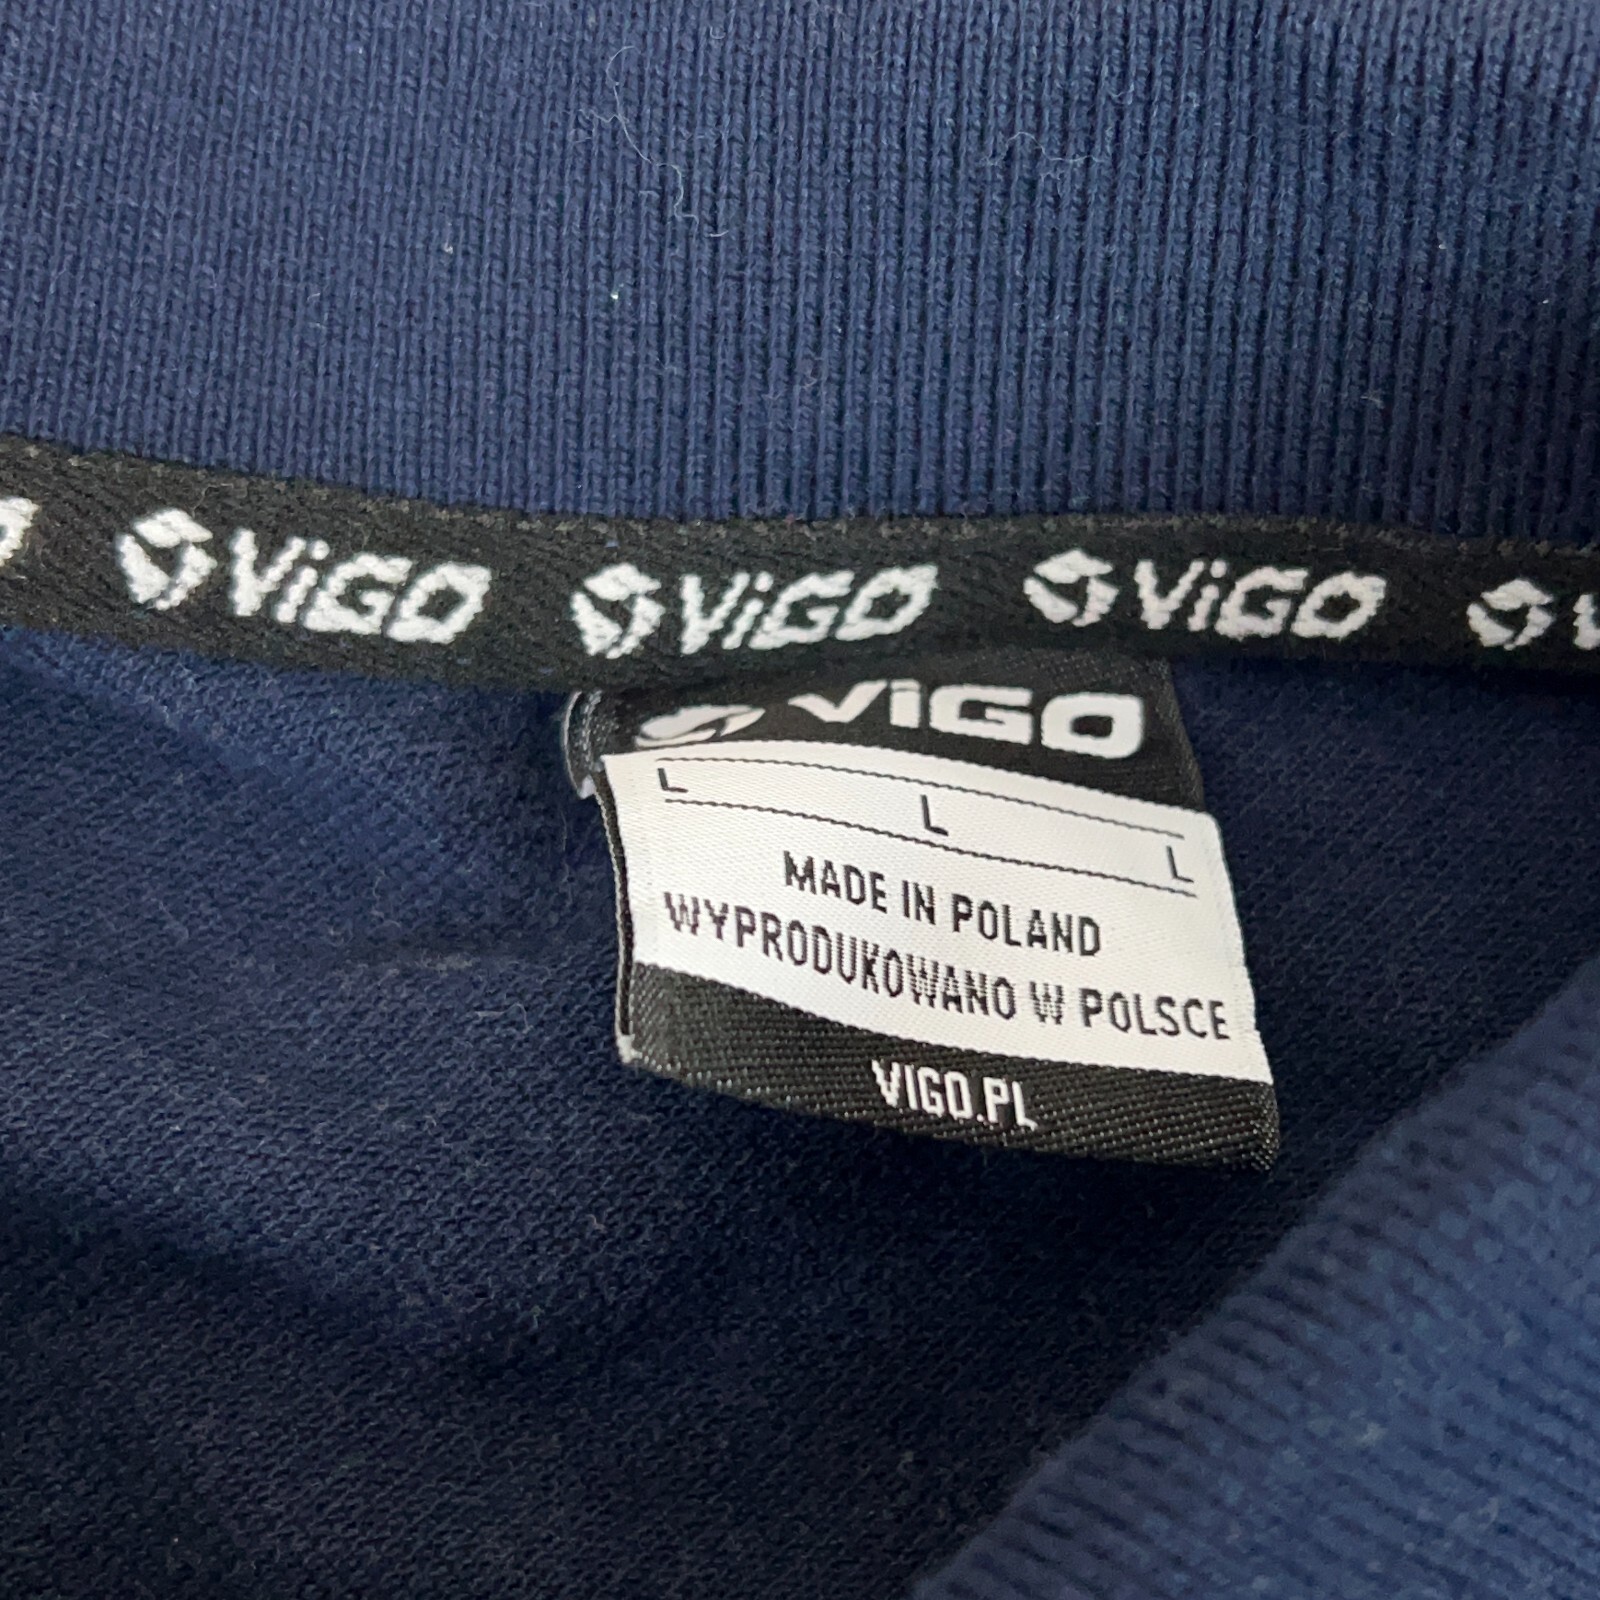 ViGO ViGO ViGO
ViGO
L L L
MADE IN POLAND
WYPRODUKOWANO W POLSCE
VIGO.PL